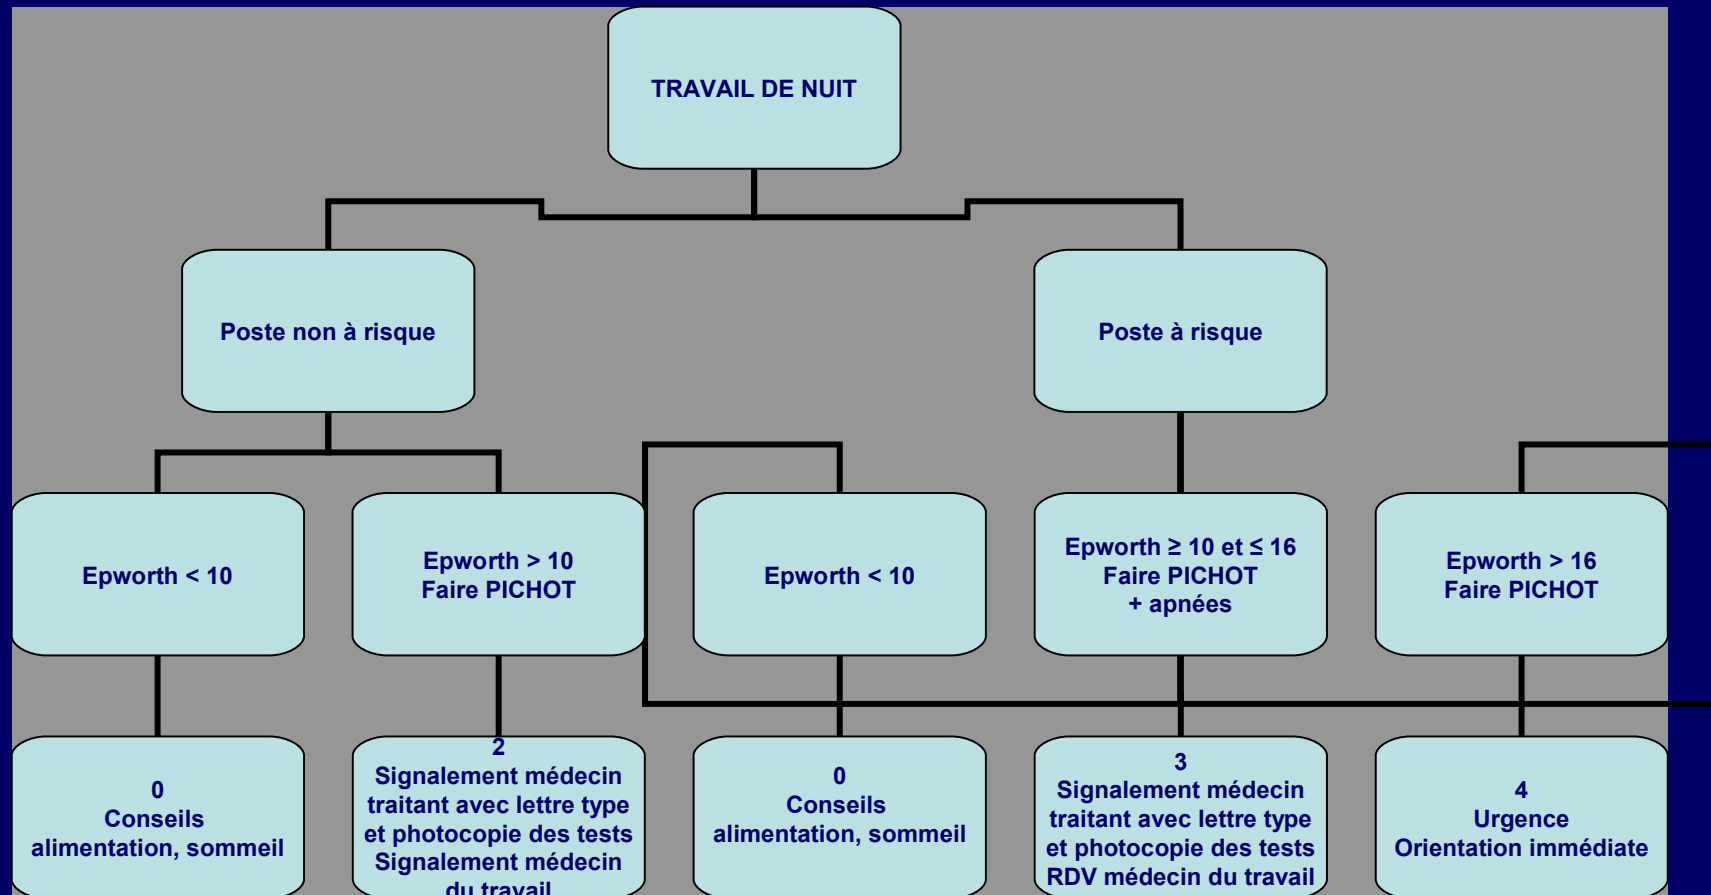 TRAVAIL DE NUIT
Poste non à risque
Poste à risque
Epworth < 10
Epworth > 10
Faire PICHOT
Epworth < 10
Epworth ≥ 10 et ≤ 16
Faire PICHOT
+ apnées
Epworth > 16
Faire PICHOT
0
Conseils
alimentation, sommeil
2
Signalement médecin
traitant avec lettre type
et photocopie des tests
Signalement médecin
du travail
0
Conseils
alimentation, sommeil
3
Signalement médecin
traitant avec lettre type
et photocopie des tests
RDV médecin du travail
4
Urgence
Orientation immédiate